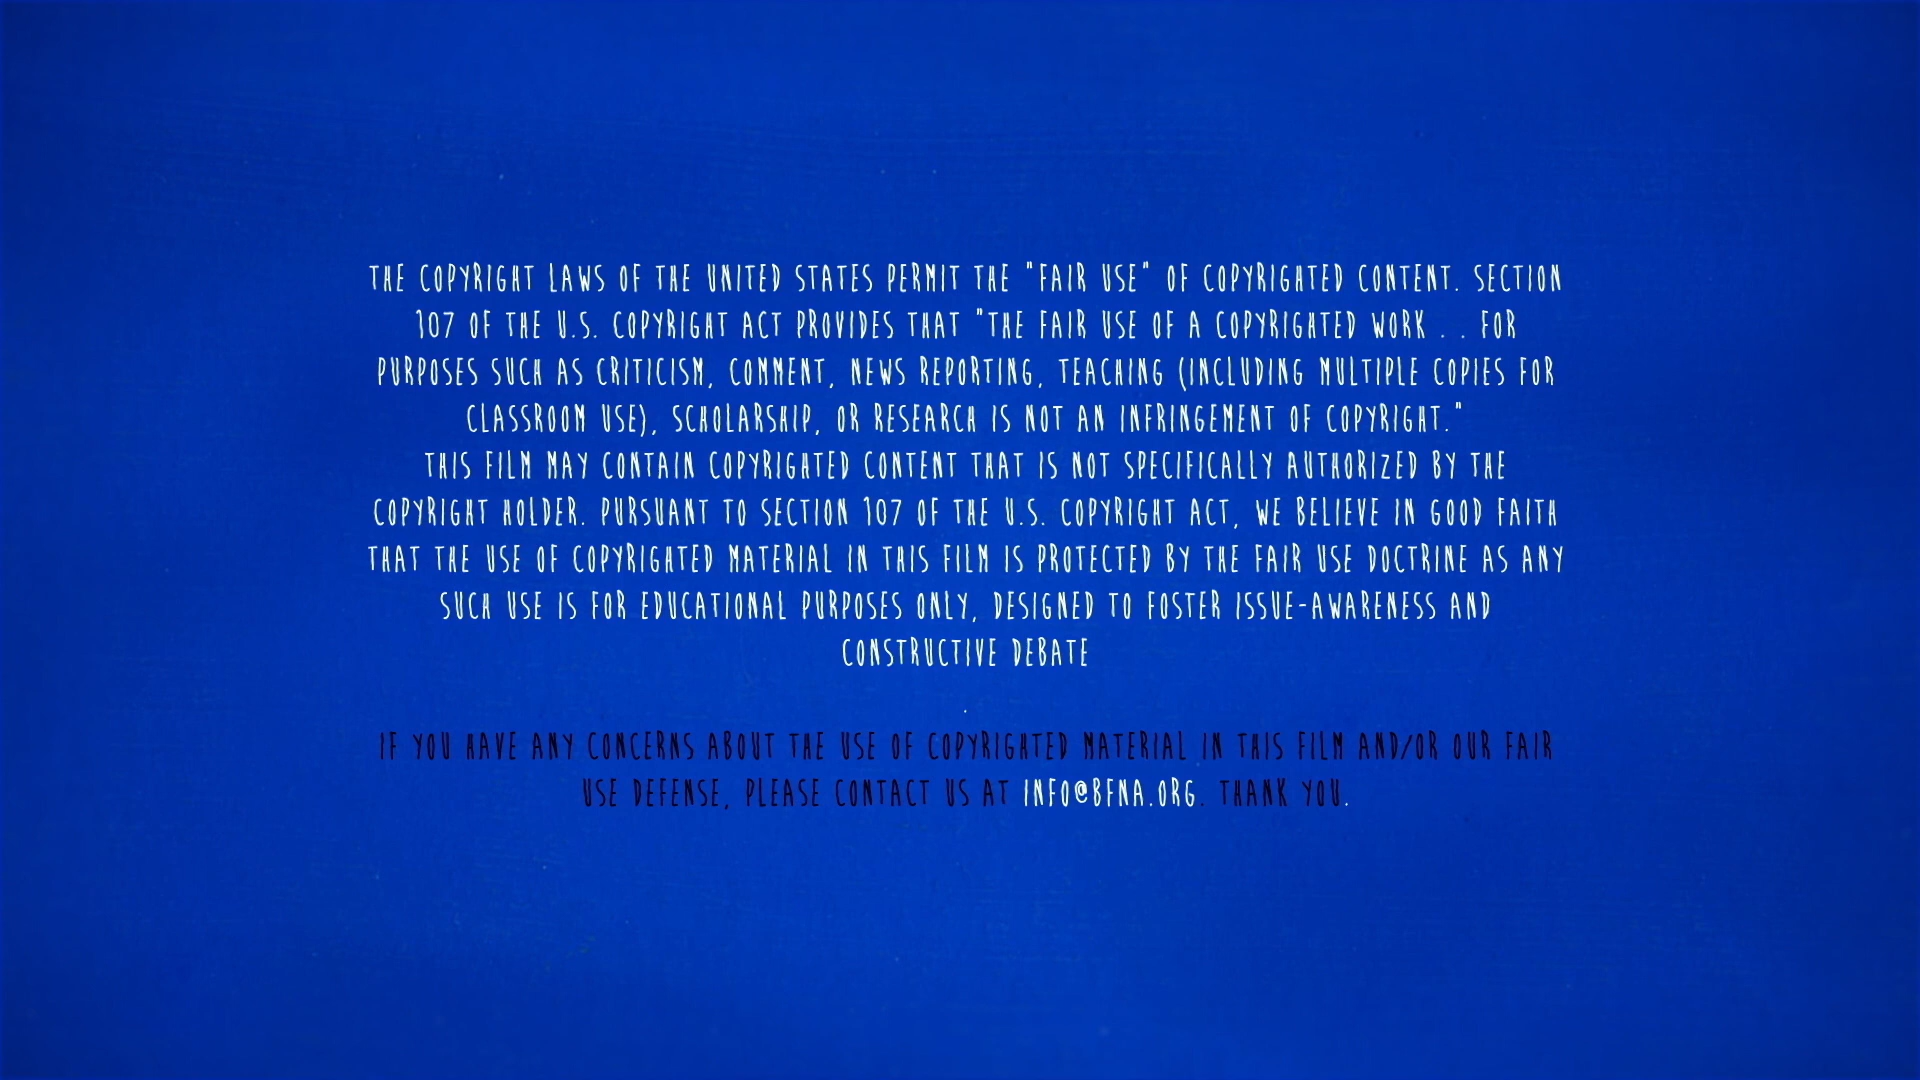 THE COPYRIGHT LAWS OF THE UNITED STATES PERMIT THE "FAIR USE" OF COPYRIGHTED CONTENT. SECTION
107 OF THE U.S. COPYRIGHT ACT PROVIDES THAT "THE FAIR USE OF A COPYRIGHTED WORK . . FOR
PURPOSES SUCH AS CRITICISM, COMMENT, NEWS REPORTING, TEACHING (INCLUDING MULTIPLE COPIES FOR
CLASSROOM USE), SCHOLARSHIP, OR RESEARCH IS NOT AN INFRINGEMENT OF COPYRIGHT."
THIS FILM MAY CONTAIN COPYRIGHTED CONTENT THAT IS NOT SPECIFICALLY AUTHORIZED BY THE
COPYRIGHT HOLDER. PURSUANT TO SECTION 107 OF THE U.S. COPYRIGHT ACT, WE BELIEVE IN GOOD FAITH
THAT THE USE OF COPYRIGHTED MATERIAL IN THIS FILM IS PROTECTED BY THE FAIR USE DOCTRINE AS ANY
SUCH USE IS FOR EDUCATIONAL PURPOSES ONLY, DESIGNED TO FOSTER ISSUE-AWARENESS AND
CONSTRUCTIVE DEBATE
.
IF YOU HAVE ANY CONCERNS ABOUT THE USE OF COPYRIGHTED MATERIAL IN THIS FILM AND/OR OUR FAIR
USE DEFENSE, PLEASE CONTACT US AT INFO@BFNA.ORG. THANK YOU.